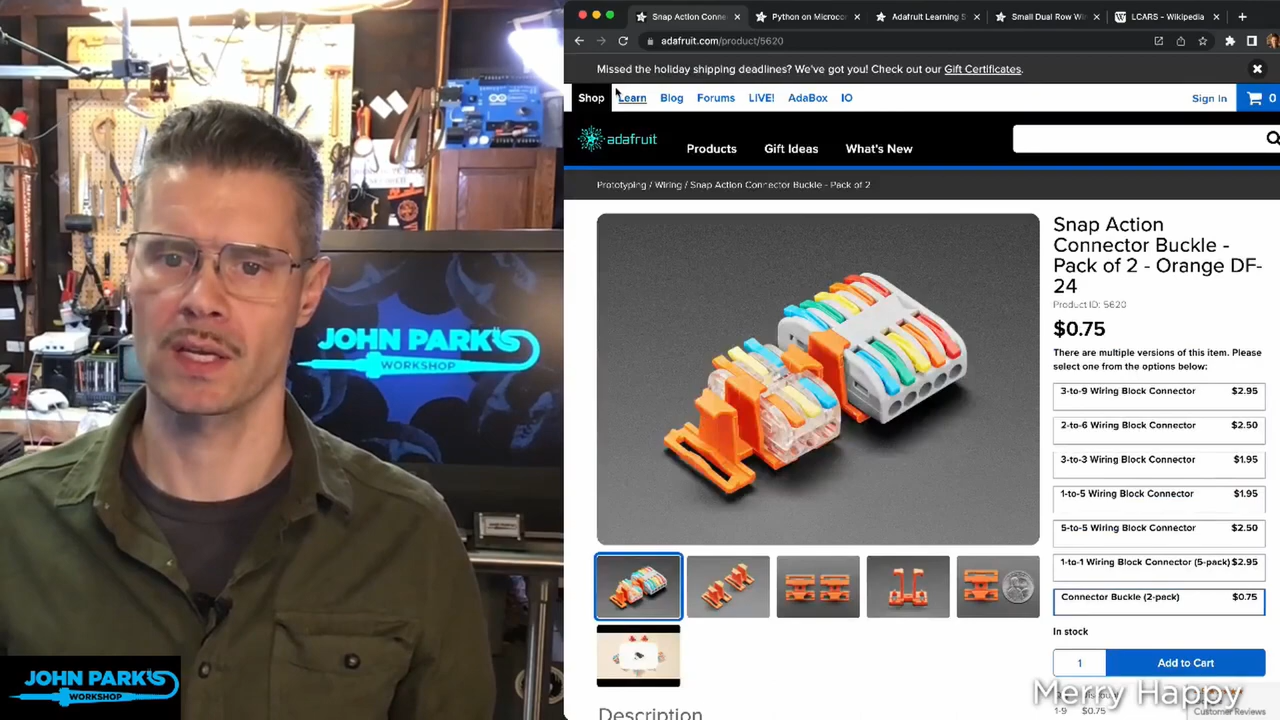 Snap Action Conne
Python on Microco
Adafruit Learning S
Small Dual Row Wi
LCARS - Wikipedia
adafruit.com/product/5620
Missed the holiday shipping deadlines? We've got you! Check out our Gift Certificates.
Shop
Learn
Blog
Forums
LIVE!
AdaBox
IO
Sign In
0
adafruit
Products
Gift Ideas
What's New
Prototyping / Wiring / Snap Action Connector Buckle - Pack of 2
Snap Action
Connector Buckle -
Pack of 2 - Orange DF-
24
Product ID: 5620
$0.75
There are multiple versions of this item. Please
select one from the options below:
3-to-9 Wiring Block Connector $2.95
2-to-6 Wiring Block Connector $2.50
3-to-3 Wiring Block Connector $1.95
1-to-5 Wiring Block Connector $1.95
5-to-5 Wiring Block Connector $2.50
1-to-1 Wiring Block Connector (5-pack) $2.95
Connector Buckle (2-pack) $0.75
In stock
1
Add to Cart
Merry Happy
1-9 $0.75
Customer Reviews
Description
JOHN PARK'S
WORKSHOP
JOHN PARK'S
WORKSHOP